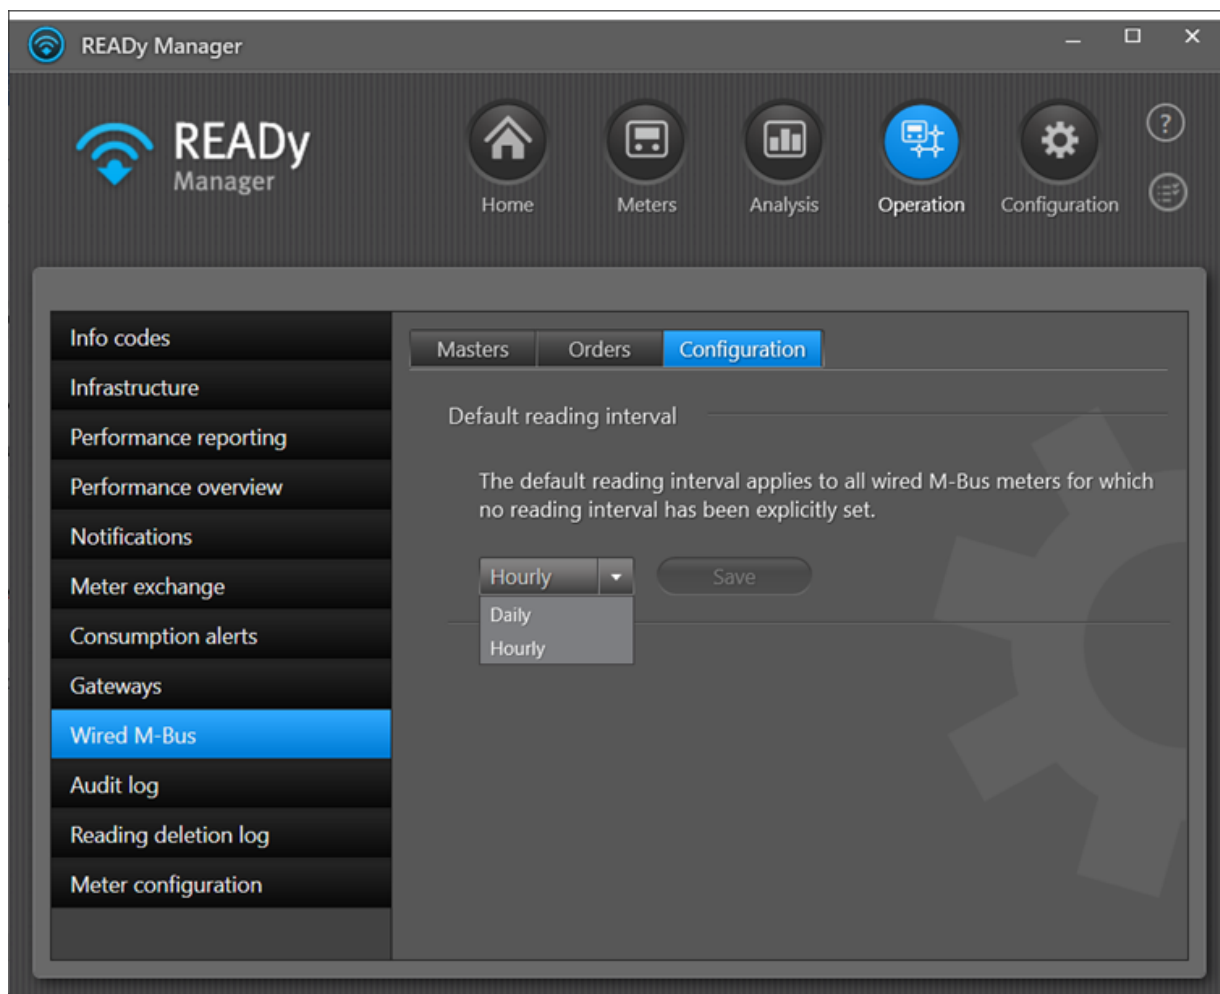 READy Manager
READy
Manager
Home
Meters
Analysis
Operation
Configuration
?
Info codes
Infrastructure
Performance reporting
Performance overview
Notifications
Meter exchange
Consumption alerts
Gateways
Wired M-Bus
Audit log
Reading deletion log
Meter configuration
Masters
Orders
Configuration
Default reading interval
The default reading interval applies to all wired M-Bus meters for which
no reading interval has been explicitly set.
Hourly
Save
Daily
Hourly